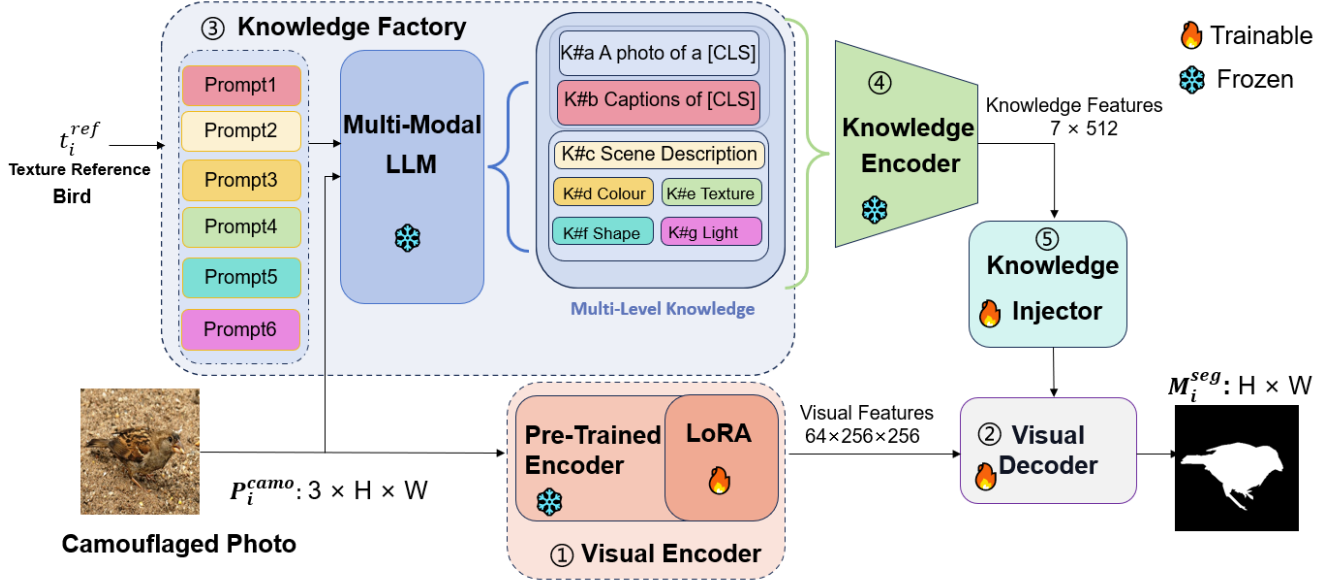 ③ Knowledge Factory
Prompt1
Prompt2
Prompt3
Prompt4
Prompt5
Prompt6
t_i^{ref}
Texture Reference
Bird
Multi-Modal
LLM
K#a A photo of a [CLS]
K#b Captions of [CLS]
K#c Scene Description
K#d Colour
K#e Texture
K#f Shape
K#g Light
Multi-Level Knowledge
④
Knowledge
Encoder
Knowledge Features
7 × 512
Trainable
Frozen
⑤
Knowledge
Injector
P_i^{camo}: 3 × H × W
Camouflaged Photo
Pre-Trained
Encoder
LoRA
① Visual Encoder
Visual Features
64×256×256
② Visual
Decoder
M_i^{seg}: H × W